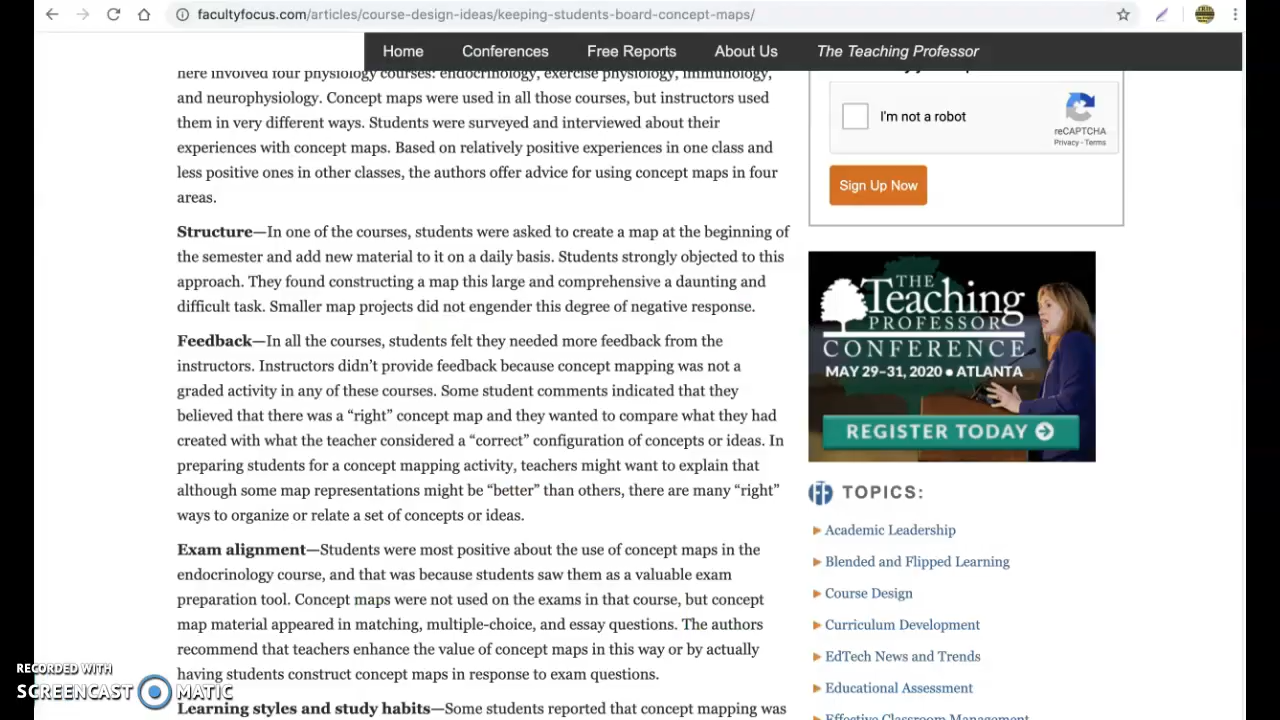 facultyfocus.com/articles/course-design-ideas/keeping-students-board-concept-maps/
Home
Conferences
Free Reports
About Us
The Teaching Professor
here involved four physiology courses: endocrinology, exercise physiology, immunology,
and neurophysiology. Concept maps were used in all those courses, but instructors used
them in very different ways. Students were surveyed and interviewed about their
experiences with concept maps. Based on relatively positive experiences in one class and
less positive ones in other classes, the authors offer advice for using concept maps in four
areas.
Structure—In one of the courses, students were asked to create a map at the beginning of
the semester and add new material to it on a daily basis. Students strongly objected to this
approach. They found constructing a map this large and comprehensive a daunting and
difficult task. Smaller map projects did not engender this degree of negative response.
Feedback—In all the courses, students felt they needed more feedback from the
instructors. Instructors didn’t provide feedback because concept mapping was not a
graded activity in any of these courses. Some student comments indicated that they
believed that there was a “right” concept map and they wanted to compare what they had
created with what the teacher considered a “correct” configuration of concepts or ideas. In
preparing students for a concept mapping activity, teachers might want to explain that
although some map representations might be “better” than others, there are many “right”
ways to organize or relate a set of concepts or ideas.
Exam alignment—Students were most positive about the use of concept maps in the
endocrinology course, and that was because students saw them as a valuable exam
preparation tool. Concept maps were not used on the exams in that course, but concept
map material appeared in matching, multiple-choice, and essay questions. The authors
recommend that teachers enhance the value of concept maps in this way or by actually
having students construct concept maps in response to exam questions.
Learning styles and study habits—Some students reported that concept mapping was
I'm not a robot
reCAPTCHA
Privacy - Terms
Sign Up Now
THE
Teaching
PROFESSOR
CONFERENCE
MAY 29–31, 2020 • ATLANTA
REGISTER TODAY
FF TOPICS:
Academic Leadership
Blended and Flipped Learning
Course Design
Curriculum Development
EdTech News and Trends
Educational Assessment
Effective Classroom Management
RECORDED WITH
SCREENCAST MATIC